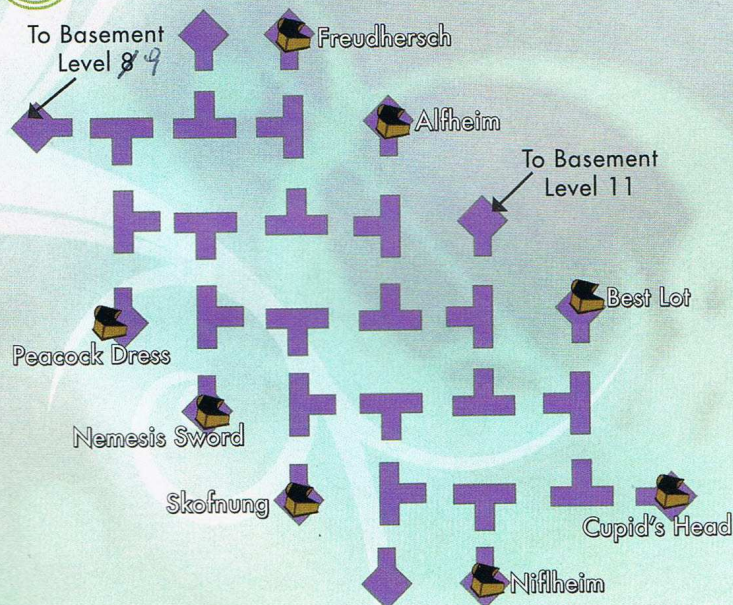 To Basement
Level 8 9
Freudhersch
Alfheim
To Basement
Level 11
Best Lot
Peacock Dress
Nemesis Sword
Skofnung
Cupid's Head
Niflheim